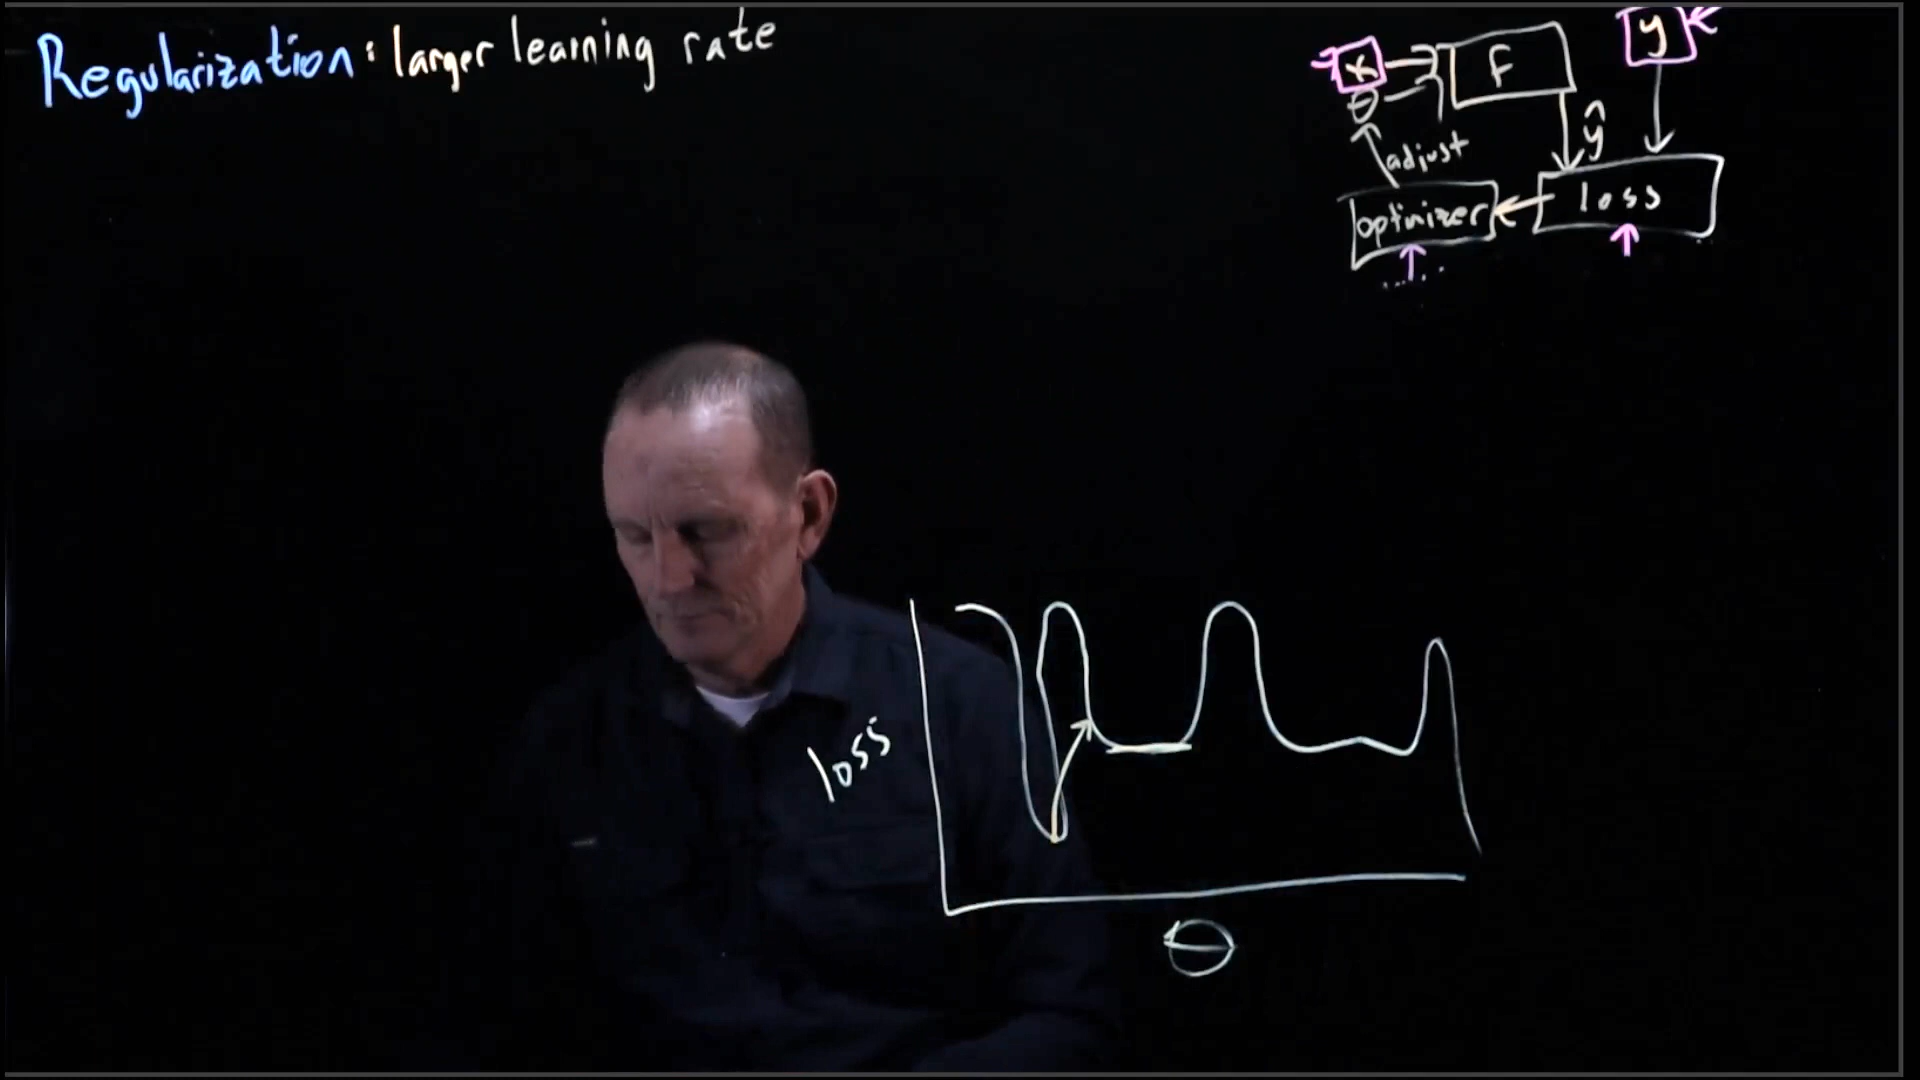 Regularization: larger learning rate
x
F
y
θ
ŷ
adjust
optimizer
loss
loss
θ